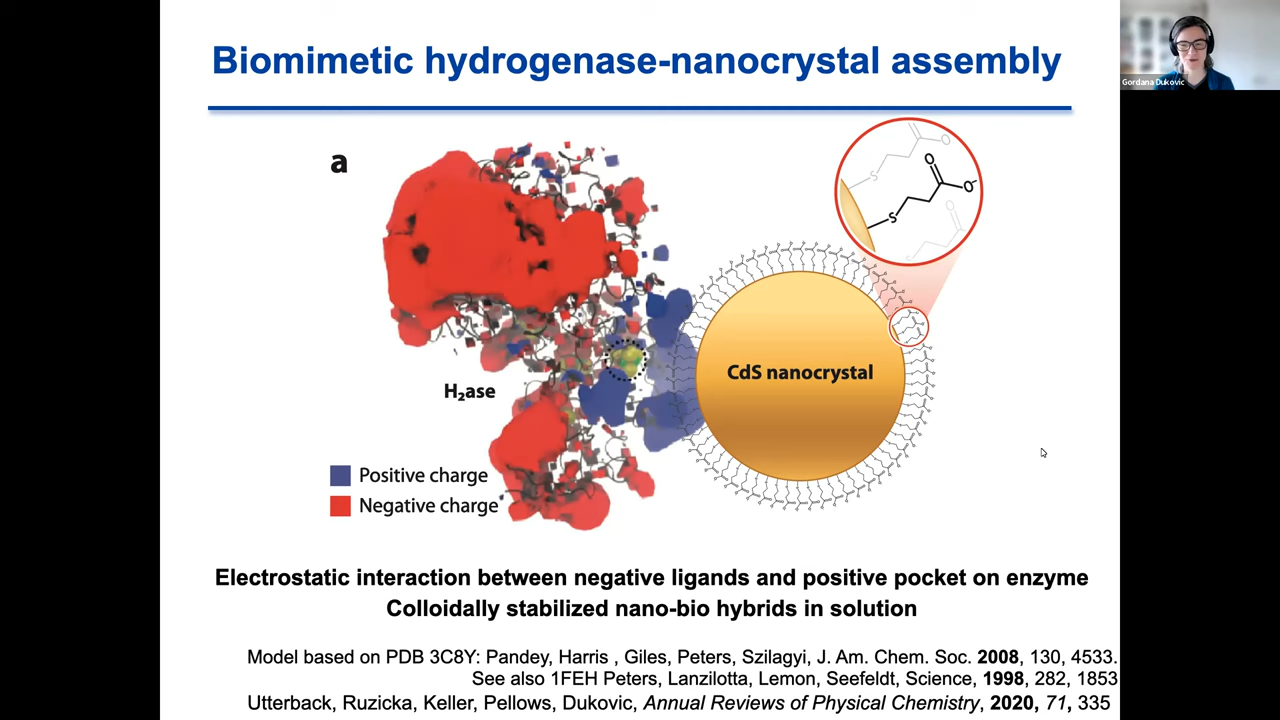 Biomimetic hydrogenase-nanocrystal assembly
Gordana Dukovic
a
O
O-
S
CdS nanocrystal
H₂ase
Positive charge
Negative charge
Electrostatic interaction between negative ligands and positive pocket on enzyme
Colloidally stabilized nano-bio hybrids in solution
Model based on PDB 3C8Y: Pandey, Harris , Giles, Peters, Szilagyi, J. Am. Chem. Soc. 2008, 130, 4533.
See also 1FEH Peters, Lanzilotta, Lemon, Seefeldt, Science, 1998, 282, 1853
Utterback, Ruzicka, Keller, Pellows, Dukovic, Annual Reviews of Physical Chemistry, 2020, 71, 335